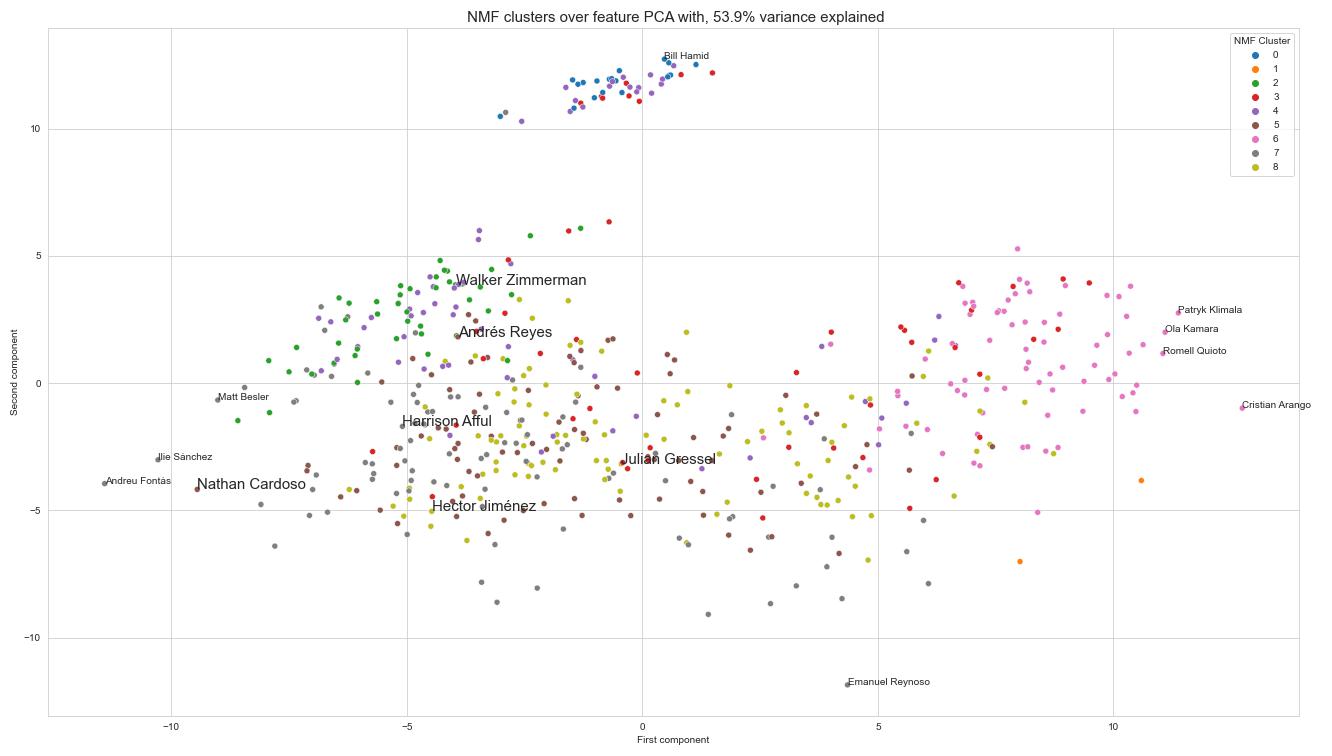 NMF clusters over feature PCA with, 53.9% variance explained
NMF Cluster
0
1
2
3
4
5
6
7
8
Bill Hamid
Walker Zimmerman
Andrés Reyes
Patryk Klimala
Ola Kamara
Romell Quioto
Matt Besler
Cristian Arango
Harrison Afful
Ilie Sánchez
Julian Gressel
Andreu Fontàs
Nathan Cardoso
Hector Jiménez
Emanuel Reynoso
10
5
0
−5
−10
Second component
−10
−5
0
5
10
First component